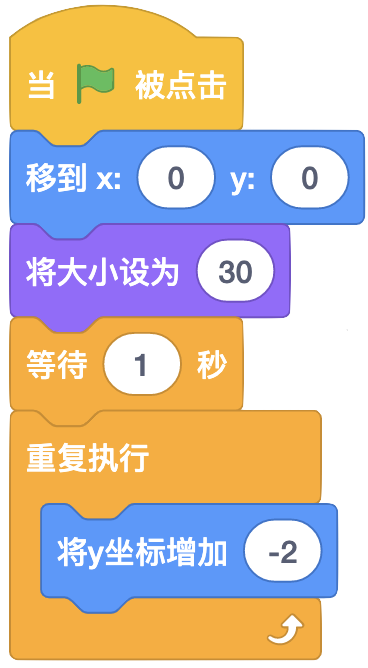 当 被点击
移到 x: 0 y: 0
将大小设为 30
等待 1 秒
重复执行
将y坐标增加 -2